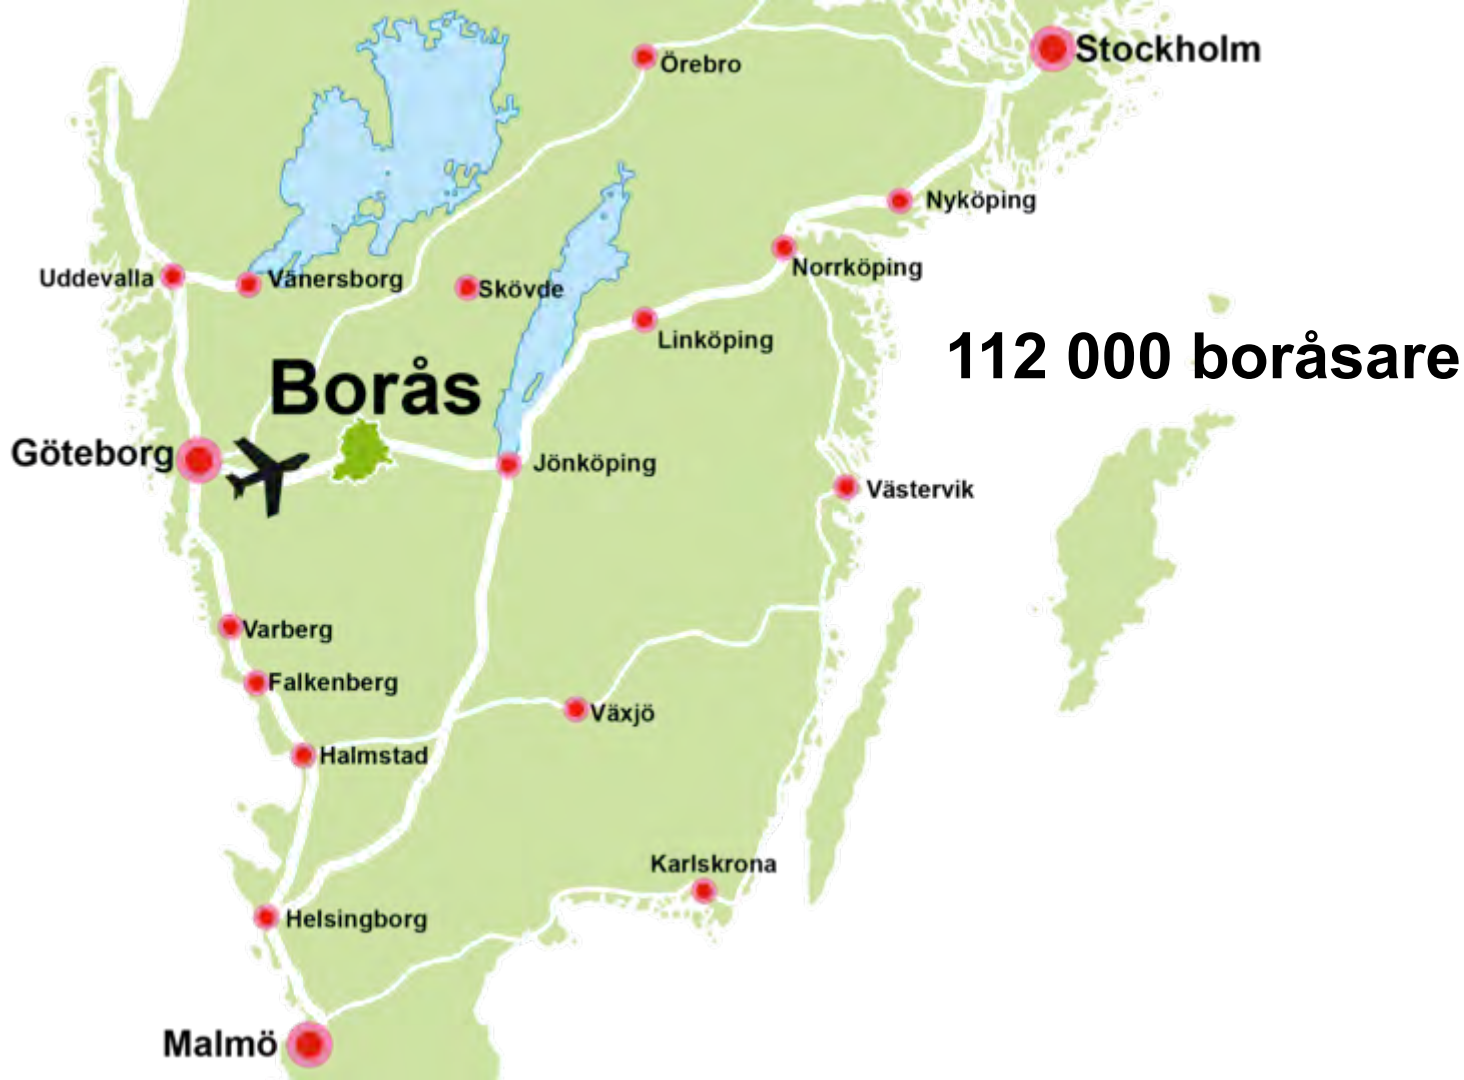 Stockholm
Örebro
Nyköping
Norrköping
Uddevalla
Vänersborg
Skövde
Linköping
112 000 boråsare
Borås
Göteborg
Jönköping
Västervik
Varberg
Falkenberg
Växjö
Halmstad
Karlskrona
Helsingborg
Malmö